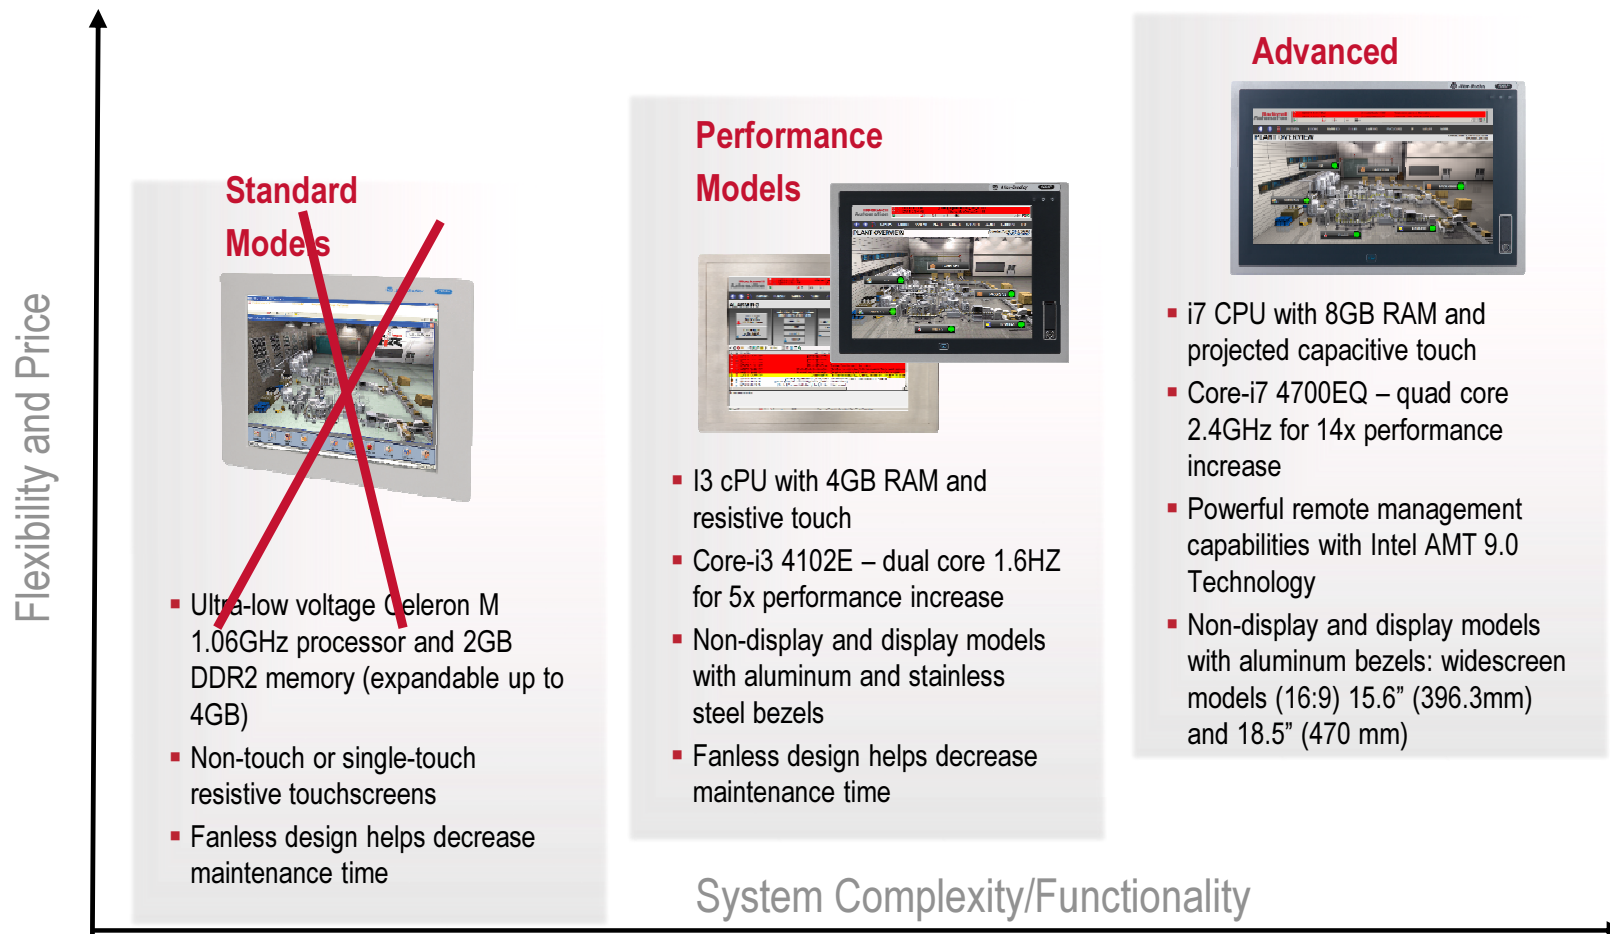 Flexibility and Price
Standard
Models
Ultra-low voltage Celeron M
1.06GHz processor and 2GB
DDR2 memory (expandable up to
4GB)
Non-touch or single-touch
resistive touchscreens
Fanless design helps decrease
maintenance time
Performance
Models
PLANT OVERVIEW
I3 cPU with 4GB RAM and
resistive touch
Core-i3 4102E – dual core 1.6HZ
for 5x performance increase
Non-display and display models
with aluminum and stainless
steel bezels
Fanless design helps decrease
maintenance time
Advanced
PLANT OVERVIEW
i7 CPU with 8GB RAM and
projected capacitive touch
Core-i7 4700EQ – quad core
2.4GHz for 14x performance
increase
Powerful remote management
capabilities with Intel AMT 9.0
Technology
Non-display and display models
with aluminum bezels: widescreen
models (16:9) 15.6” (396.3mm)
and 18.5” (470 mm)
System Complexity/Functionality